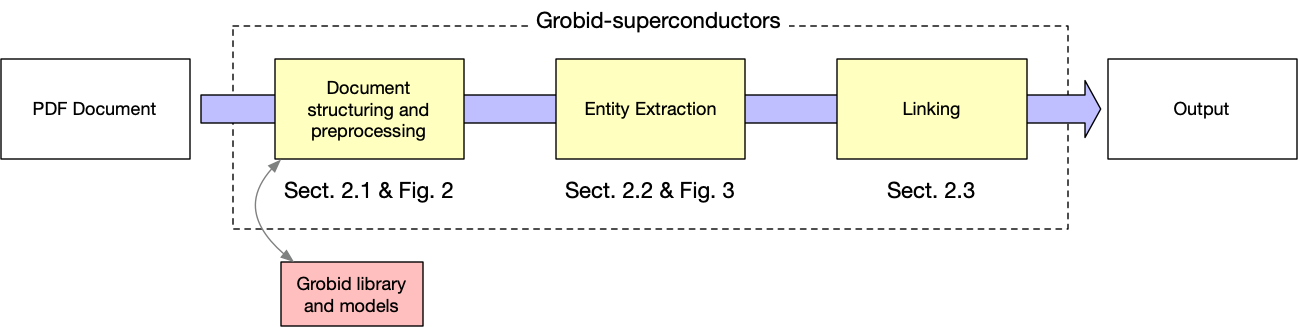 Grobid-superconductors
PDF Document
Document
structuring and
preprocessing
Entity Extraction
Linking
Output
Sect. 2.1 & Fig. 2
Sect. 2.2 & Fig. 3
Sect. 2.3
Grobid library
and models